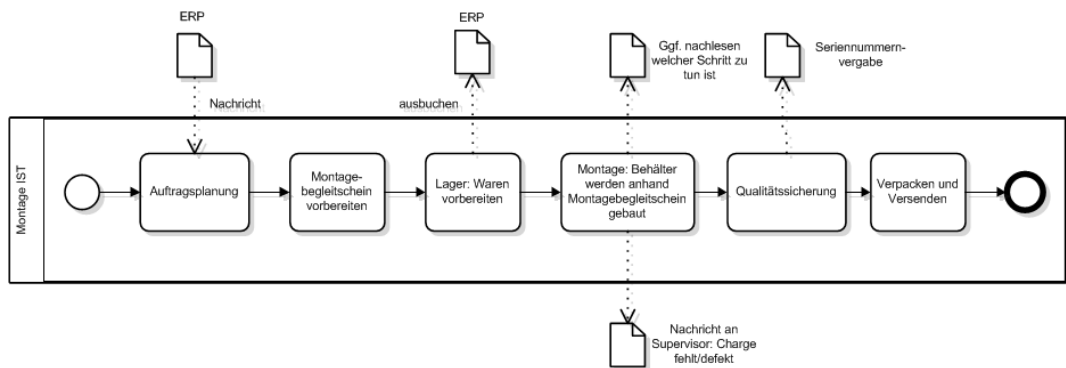 ERP
ERP
Ggf. nachlesen
welcher Schritt zu
tun ist
Seriennummern-
vergabe
Nachricht
ausbuchen
Montage IST
Auftragsplanung
Montage-
begleitschein
vorbereiten
Lager: Waren
vorbereiten
Montage: Behälter
werden anhand
Montagebegleitschein
gebaut
Qualitätssicherung
Verpacken und
Versenden
Nachricht an
Supervisor: Charge
fehlt/defekt